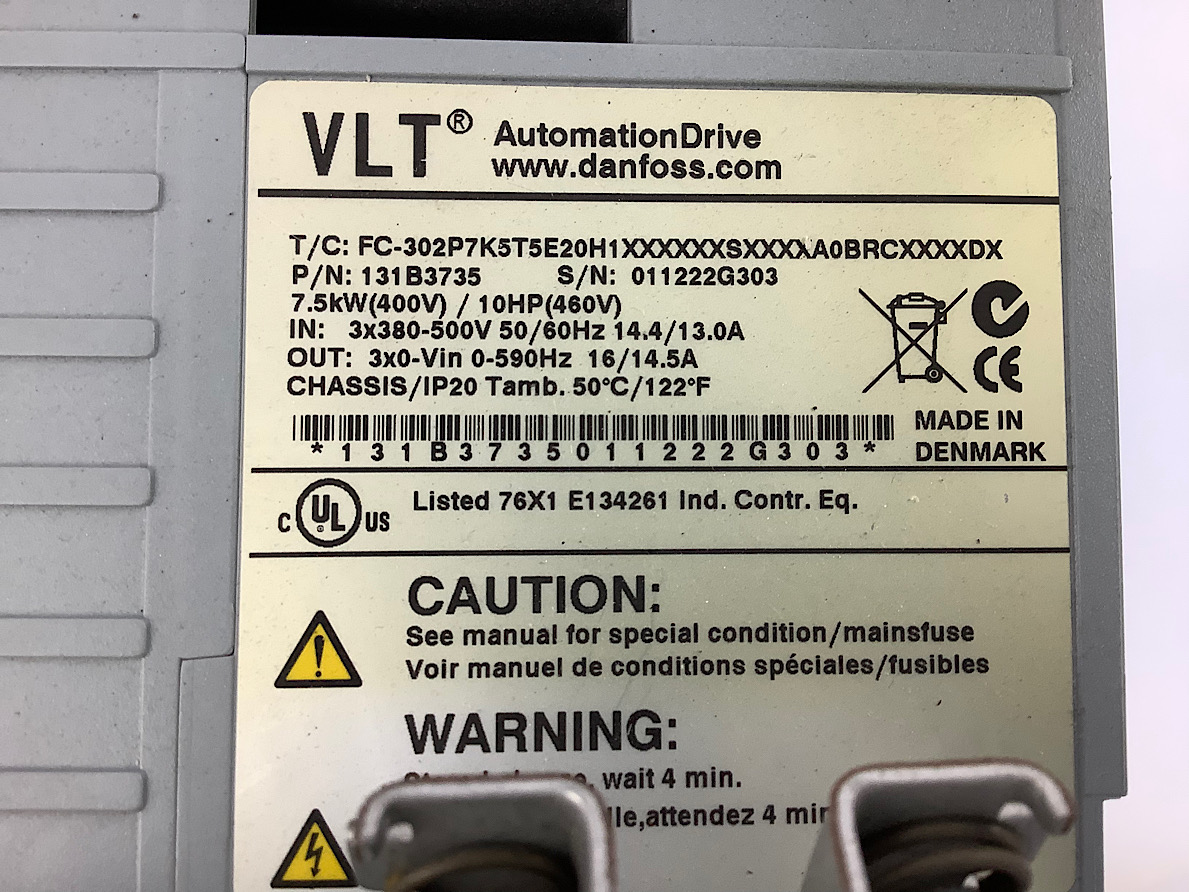 VLT® AutomationDrive
www.danfoss.com
T/C: FC-302P7K5T5E20H1XXXXXXSXXXXA0BRCXXXXDX
P/N: 131B3735 S/N: 011222G303
7.5kW(400V) / 10HP(460V)
IN: 3x380-500V 50/60Hz 14.4/13.0A
OUT: 3x0-Vin 0-590Hz 16/14.5A
CHASSIS/IP20 Tamb. 50°C/122°F
*131B3735011222G303*
MADE IN
DENMARK
C UL US Listed 76X1 E134261 Ind. Contr. Eq.
CE
CAUTION:
See manual for special condition/mainsfuse
Voir manuel de conditions spéciales/fusibles
WARNING:
wait 4 min.
attendez 4